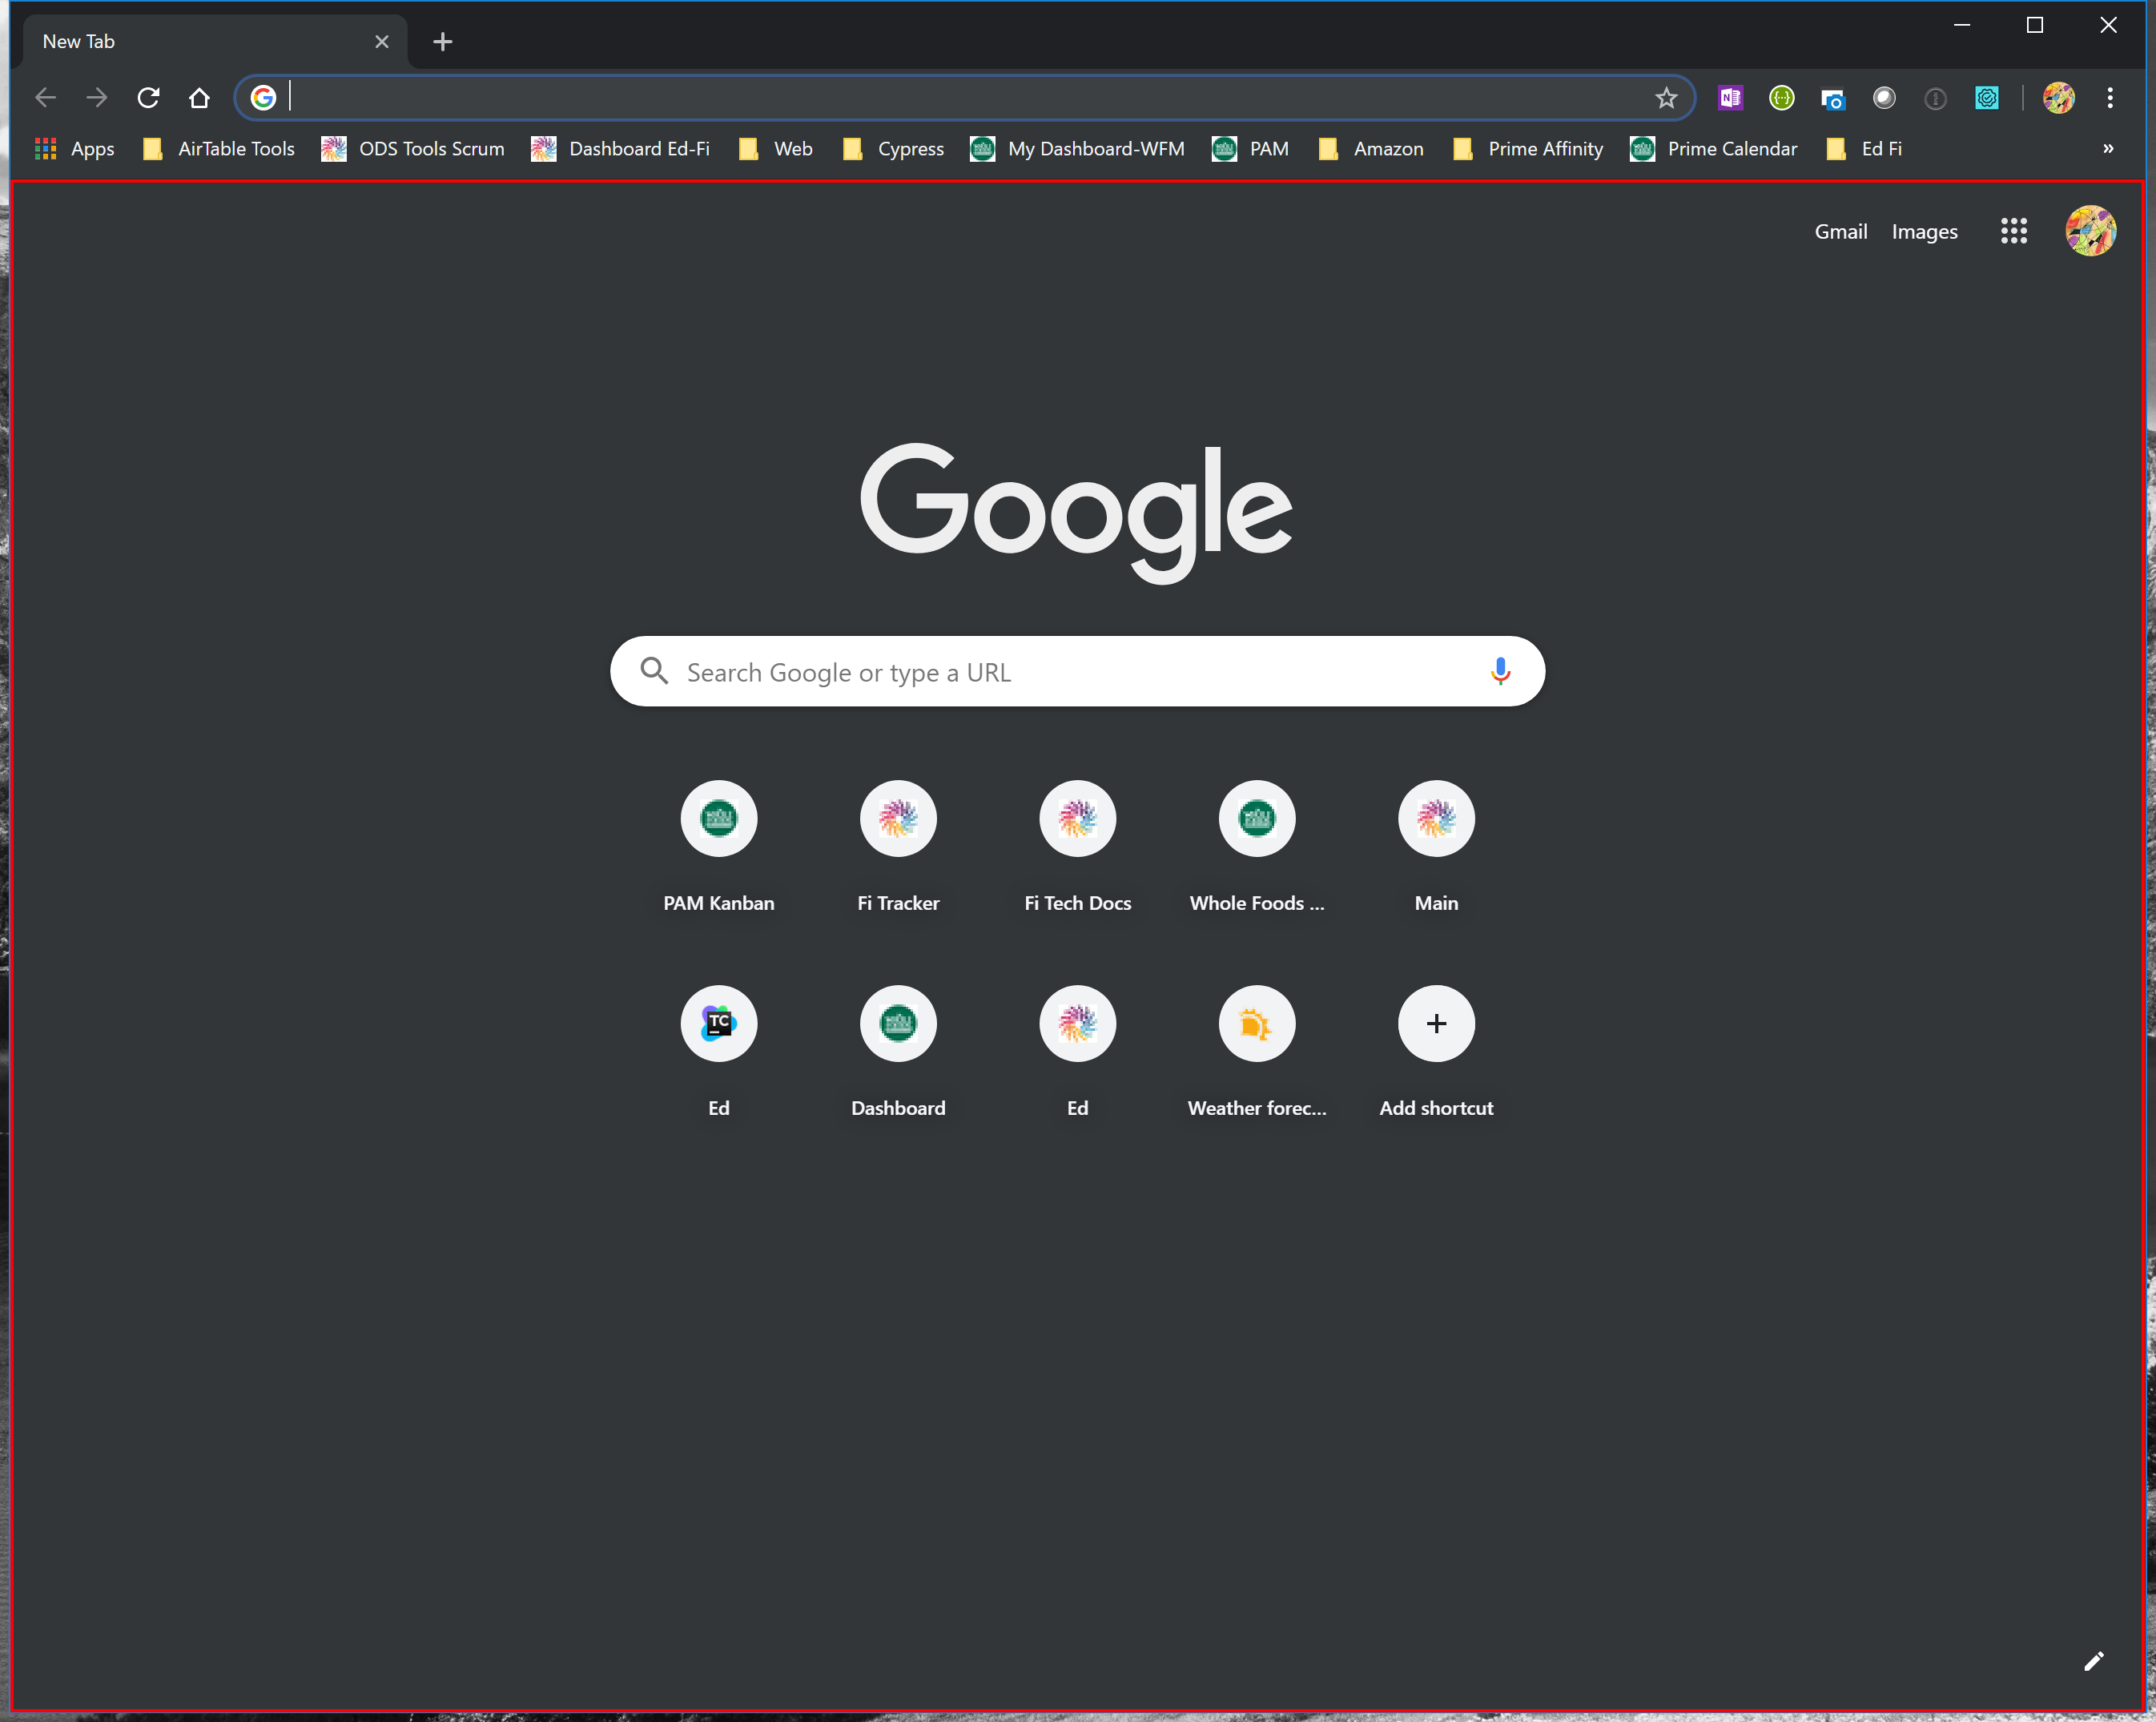 New Tab
Apps AirTable Tools ODS Tools Scrum Dashboard Ed-Fi Web Cypress My Dashboard-WFM PAM Amazon Prime Affinity Prime Calendar Ed Fi »
Gmail Images
Google
Search Google or type a URL
PAM Kanban Fi Tracker Fi Tech Docs Whole Foods ... Main
TC
Ed Dashboard Ed Weather forec... Add shortcut